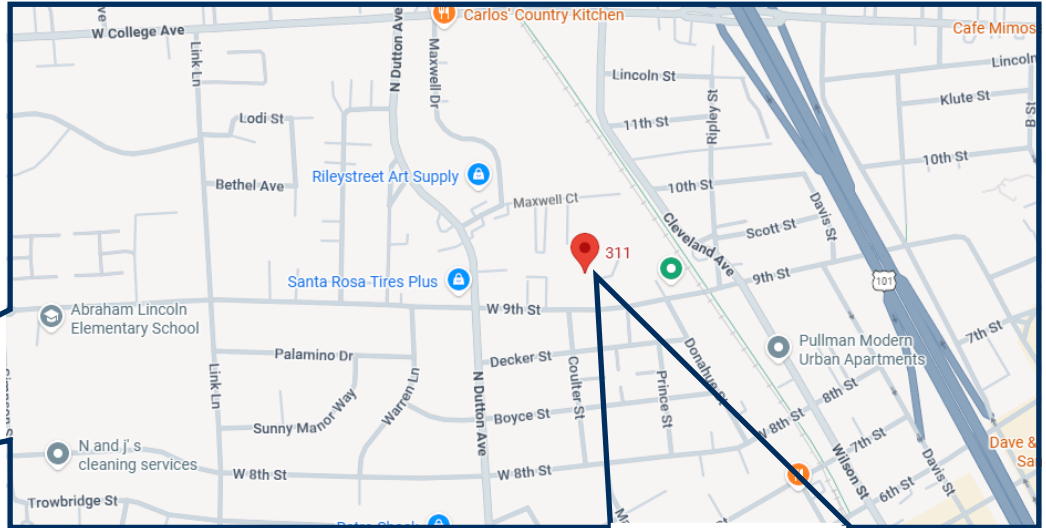 Carlos' Country Kitchen
W College Ave
Cafe Mimos
Link Ln
N Dutton Ave
Maxwell Dr
Lincoln St
Lincoln
Klute St
B St
Lodi St
11th St
Ripley St
10th St
Rileystreet Art Supply
Bethel Ave
Maxwell Ct
10th St
Davis St
Cleveland Ave
Scott St
311
Santa Rosa Tires Plus
9th St
101
W 9th St
Abraham Lincoln
Elementary School
7th St
Pullman Modern
Urban Apartments
Palamino Dr
Decker St
Donahue St
Link Ln
Warren Ln
N Dutton Ave
Coulter St
Prince St
8th St
Sunny Manor Way
Boyce St
W 8th St
7th St
Dave &
Sa
N and j' s
cleaning services
W 8th St
W 8th St
Wilson St
Davis St
6th St
Trowbridge St